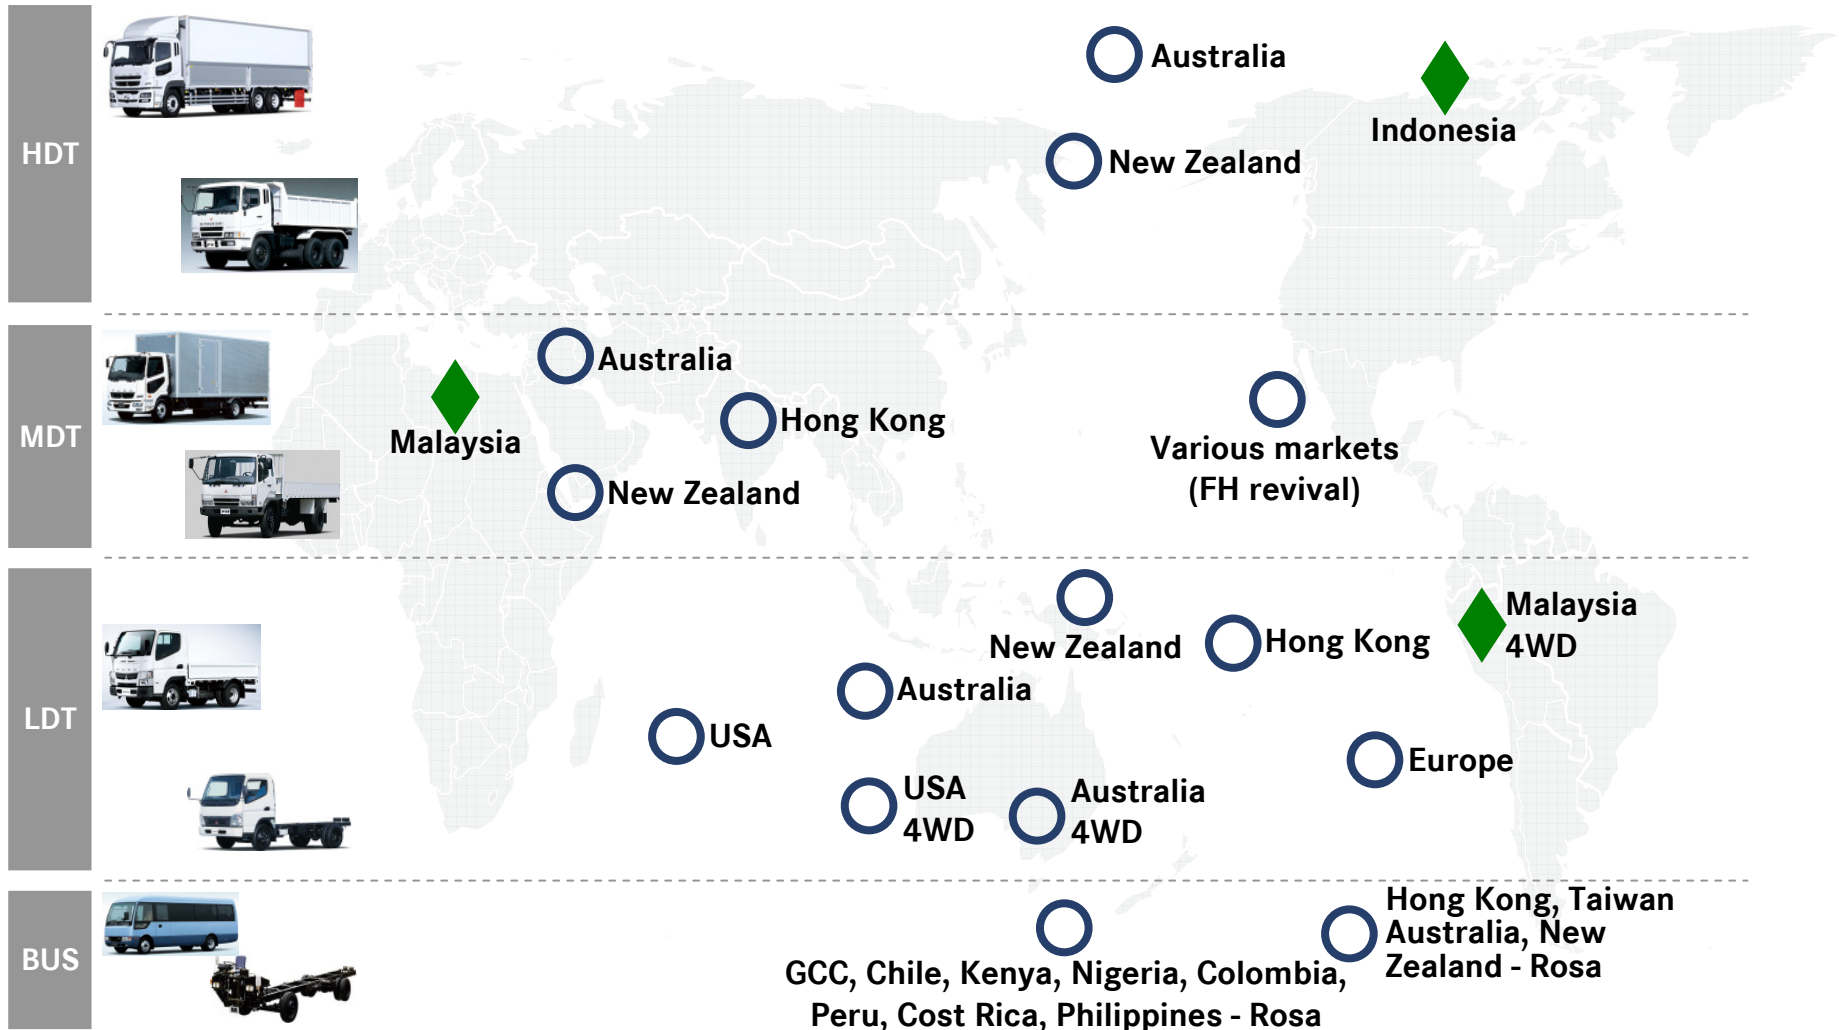 HDT
Australia
Indonesia
New Zealand
MDT
Australia
Malaysia
Hong Kong
New Zealand
Various markets
(FH revival)
LDT
New Zealand
Hong Kong
Malaysia
4WD
Australia
USA
Europe
USA
4WD
Australia
4WD
BUS
Hong Kong, Taiwan
Australia, New
Zealand - Rosa
GCC, Chile, Kenya, Nigeria, Colombia,
Peru, Cost Rica, Philippines - Rosa